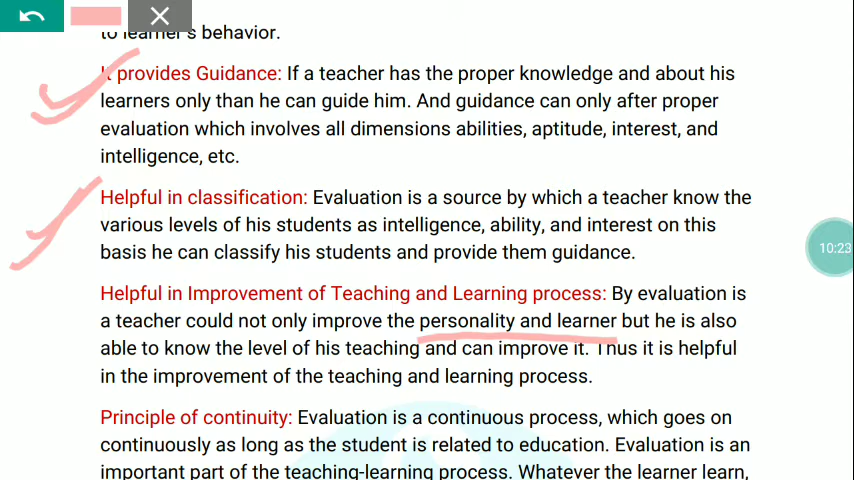 to learner's behavior.
It provides Guidance: If a teacher has the proper knowledge and about his
learners only than he can guide him. And guidance can only after proper
evaluation which involves all dimensions abilities, aptitude, interest, and
intelligence, etc.
Helpful in classification: Evaluation is a source by which a teacher know the
various levels of his students as intelligence, ability, and interest on this
basis he can classify his students and provide them guidance.
Helpful in Improvement of Teaching and Learning process: By evaluation is
a teacher could not only improve the personality and learner but he is also
able to know the level of his teaching and can improve it. Thus it is helpful
in the improvement of the teaching and learning process.
Principle of continuity: Evaluation is a continuous process, which goes on
continuously as long as the student is related to education. Evaluation is an
important part of the teaching-learning process. Whatever the learner learn,
10:23